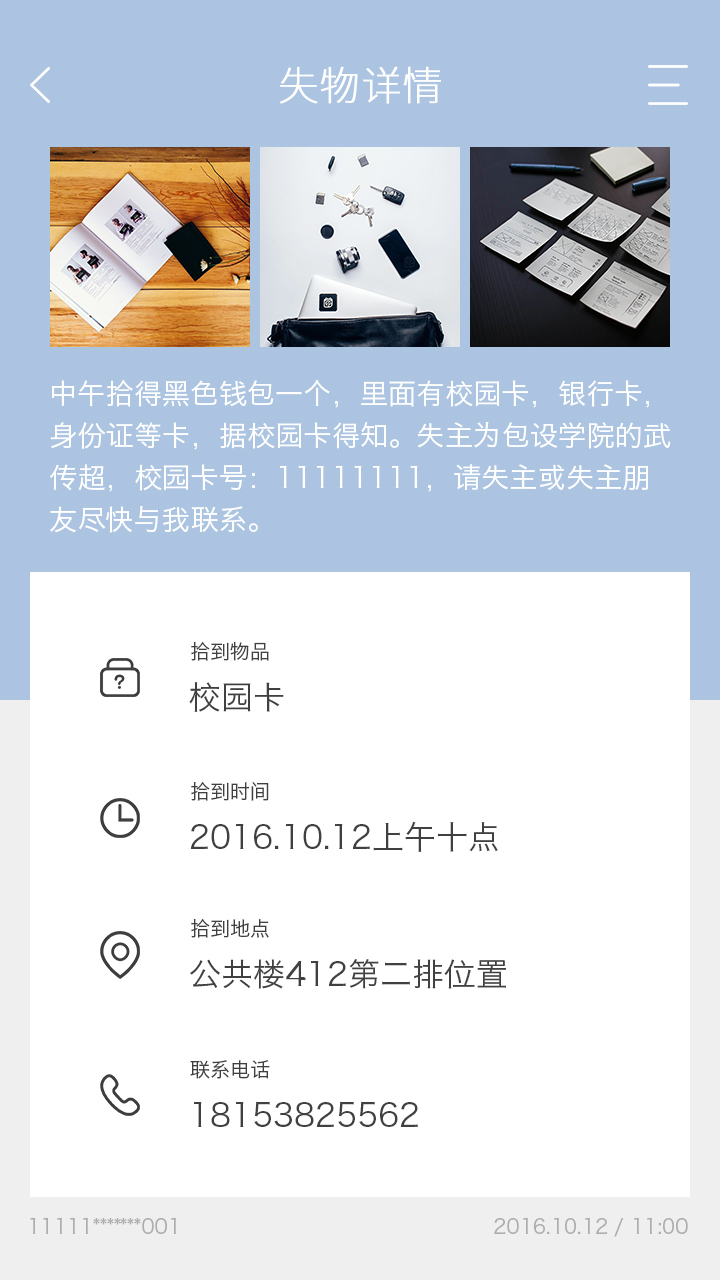 失物详情
中午拾得黑色钱包一个，里面有校园卡，银行卡，
身份证等卡，据校园卡得知。失主为包设学院的武
传超，校园卡号：11111111，请失主或失主朋
友尽快与我联系。
?
拾到物品
校园卡
拾到时间
2016.10.12上午十点
拾到地点
公共楼412第二排位置
联系电话
18153825562
11111*******001
2016.10.12 / 11:00